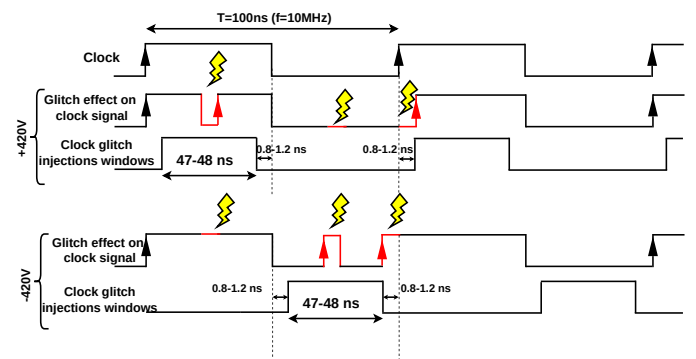 T=100ns (f=10MHz)
Clock
Glitch effect on
clock signal
+420V
Clock glitch
injections windows
47-48 ns
0.8-1.2 ns
0.8-1.2 ns
Glitch effect on
clock signal
-420V
0.8-1.2 ns
0.8-1.2 ns
Clock glitch
injections windows
47-48 ns